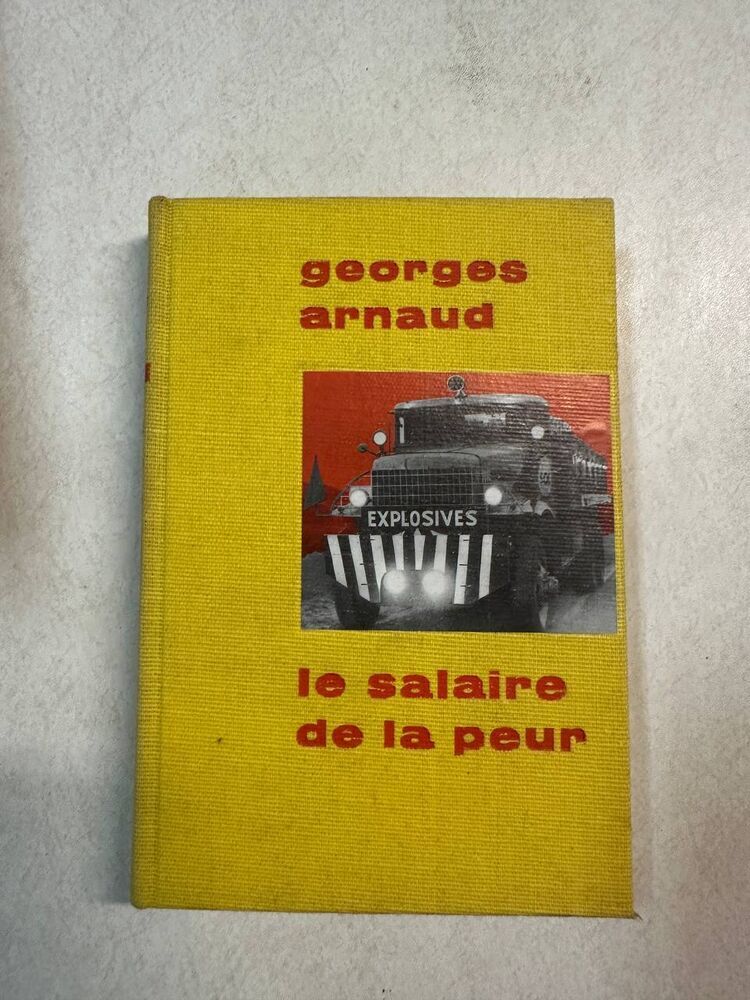 georges
arnaud
EXPLOSIVES
le salaire
de la peur